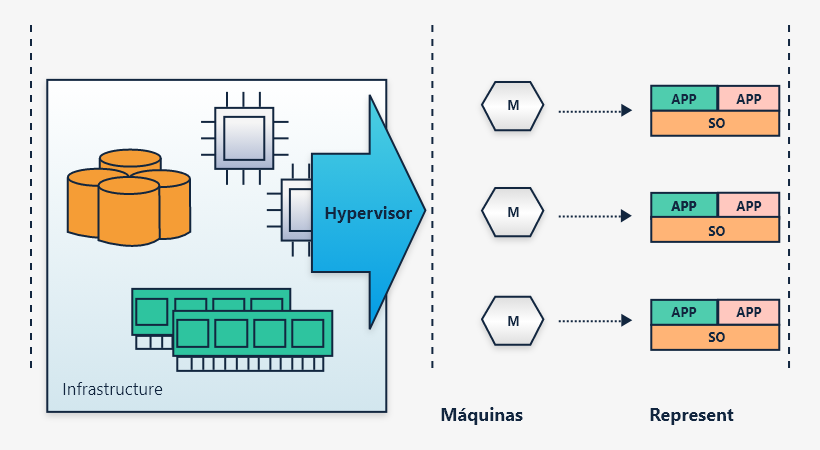 Infrastructure
Hypervisor
M
APP APP
SO
M
APP APP
SO
M
APP APP
SO
Máquinas
Represent